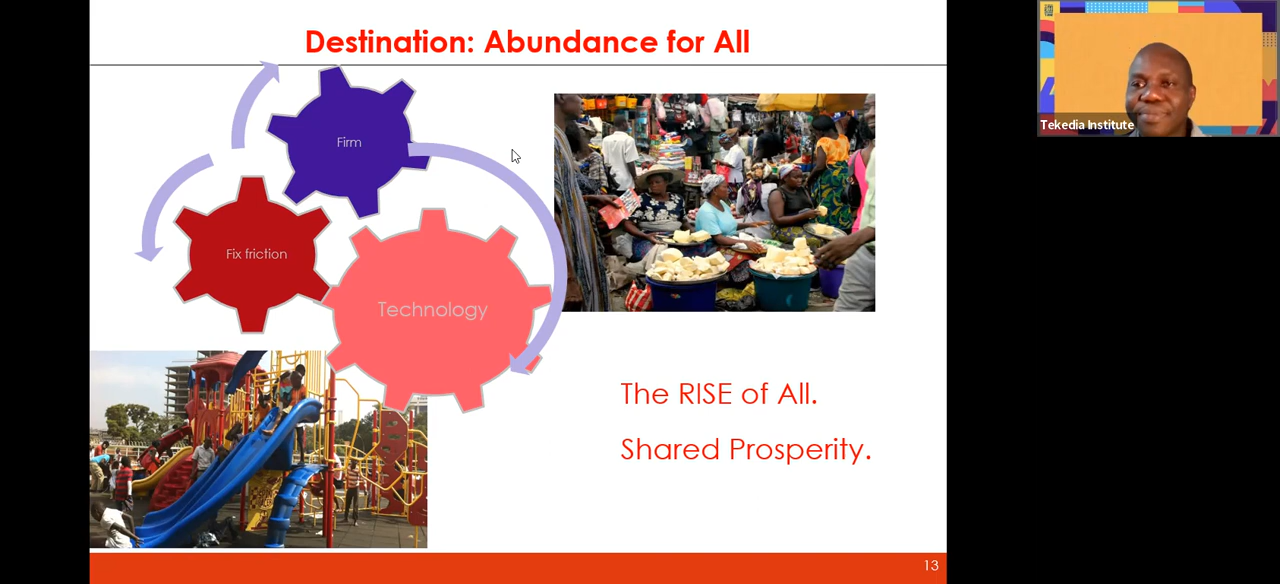 Destination: Abundance for All
Firm
Fix friction
Technology
The RISE of All.
Shared Prosperity.
13
Tekedia Institute